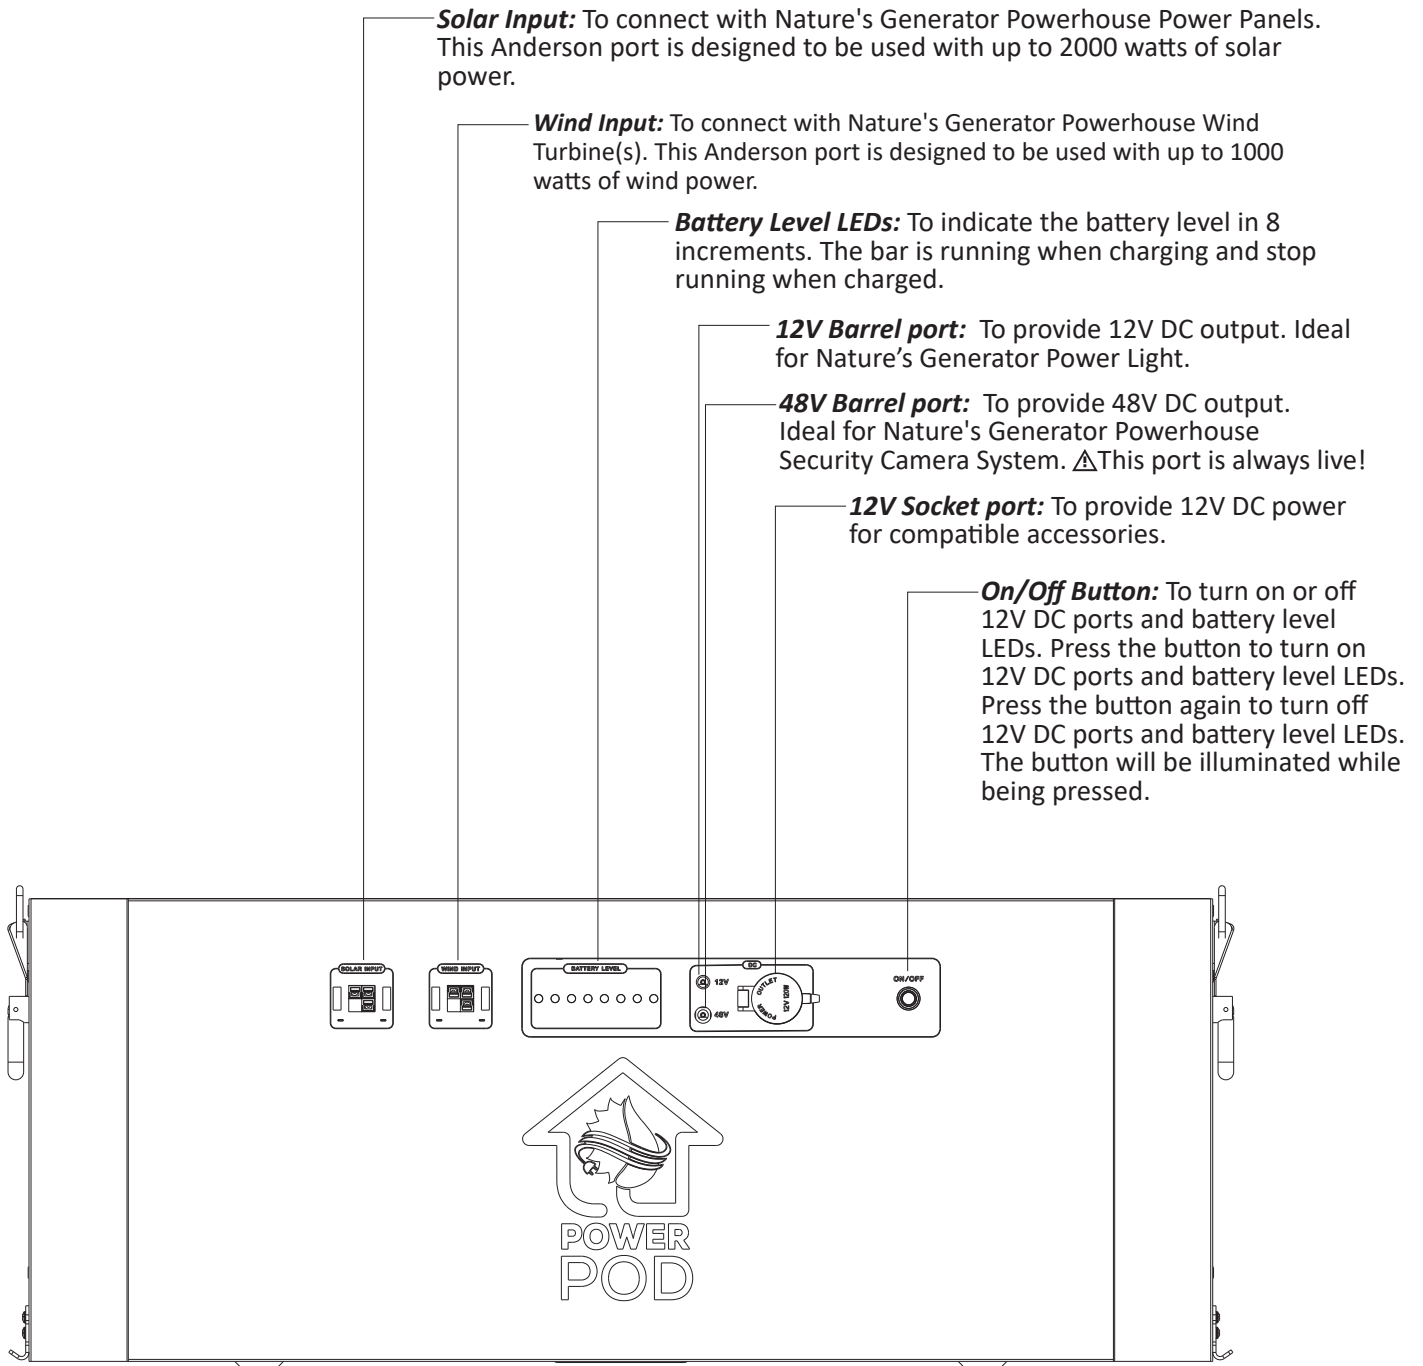 Solar Input: To connect with Nature's Generator Powerhouse Power Panels.
This Anderson port is designed to be used with up to 2000 watts of solar
power.
Wind Input: To connect with Nature's Generator Powerhouse Wind
Turbine(s). This Anderson port is designed to be used with up to 1000
watts of wind power.
Battery Level LEDs: To indicate the battery level in 8
increments. The bar is running when charging and stop
running when charged.
12V Barrel port:  To provide 12V DC output. Ideal
for Nature’s Generator Power Light.
48V Barrel port:  To provide 48V DC output.
Ideal for Nature's Generator Powerhouse
Security Camera System. ⚠This port is always live!
12V Socket port: To provide 12V DC power
for compatible accessories.
On/Off Button: To turn on or off
12V DC ports and battery level
LEDs. Press the button to turn on
12V DC ports and battery level LEDs.
Press the button again to turn off
12V DC ports and battery level LEDs.
The button will be illuminated while
being pressed.
SOLAR INPUT
WIND INPUT
BATTERY LEVEL
DC
12V
48V
POWER OUTLET
12V 120W
ON/OFF
POWER
POD